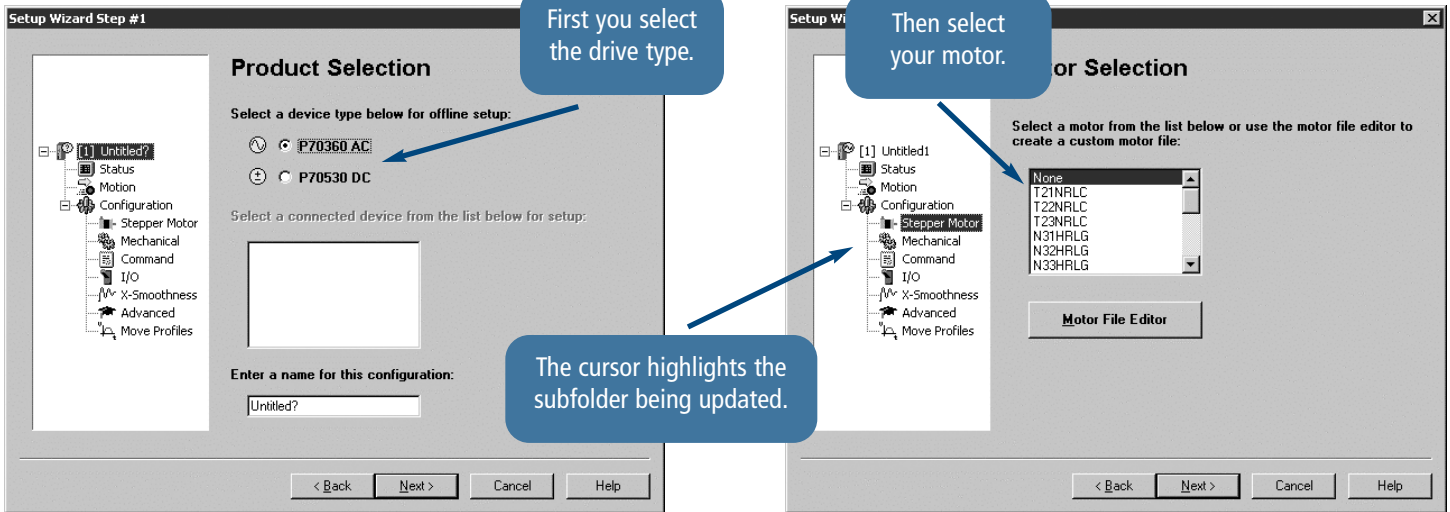 Setup Wizard Step #1
First you select
the drive type.
Product Selection
Select a device type below for offline setup:
P70360 AC
P70530 DC
Select a connected device from the list below for setup:
Enter a name for this configuration:
Untitled?
[1] Untitled?
Status
Motion
Configuration
Stepper Motor
Mechanical
Command
I/O
X-Smoothness
Advanced
Move Profiles
< Back
Next >
Cancel
Help
The cursor highlights the
subfolder being updated.
Setup Wi
Then select
your motor.
or Selection
Select a motor from the list below or use the motor file editor to
create a custom motor file:
None
T21NRLC
T22NRLC
T23NRLC
N31HRLG
N32HRLG
N33HRLG
Motor File Editor
[1] Untitled1
Status
Motion
Configuration
Stepper Motor
Mechanical
Command
I/O
X-Smoothness
Advanced
Move Profiles
< Back
Next >
Cancel
Help